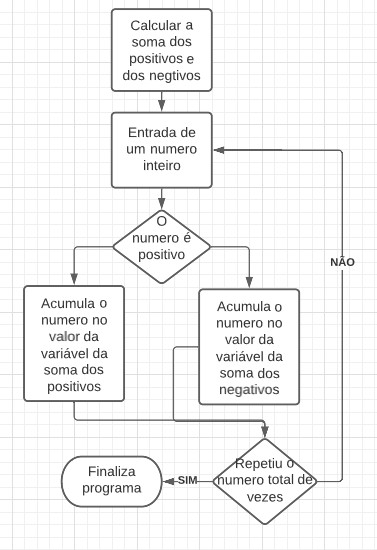 Calcular a
soma dos
positivos e
dos negtivos
Entrada de
um numero
inteiro
O
numero é
positivo
NÃO
Acumula o
numero no
valor da
variável da
soma dos
positivos
Acumula o
numero no
valor da
variável da
soma dos
negativos
Finaliza
programa
SIM
Repetiu o
numero total de
vezes